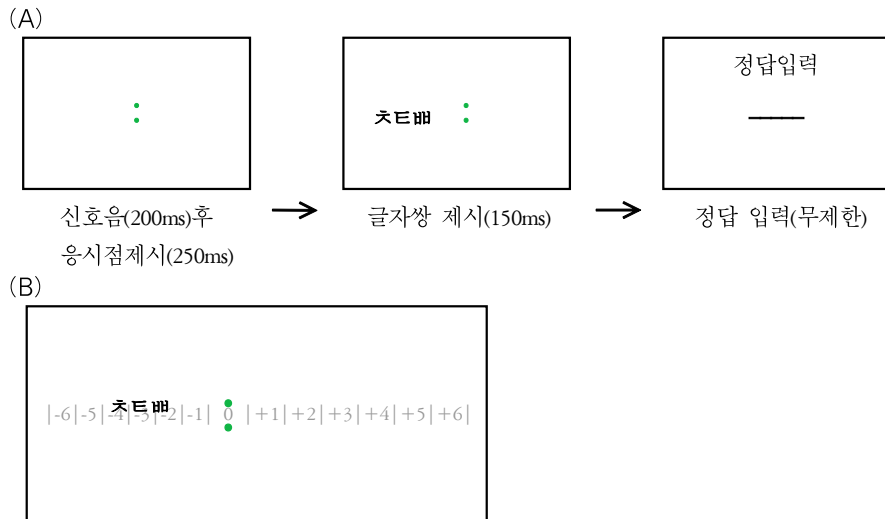 (A)
ㅊㅌㅃ
정답입력
신호음(200ms)후
응시점제시(250ms)
글자쌍 제시(150ms)
정답 입력(무제한)
(B)
|-6|-5|-4|-3|-2|-1| 0 |+1|+2|+3|+4|+5|+6|